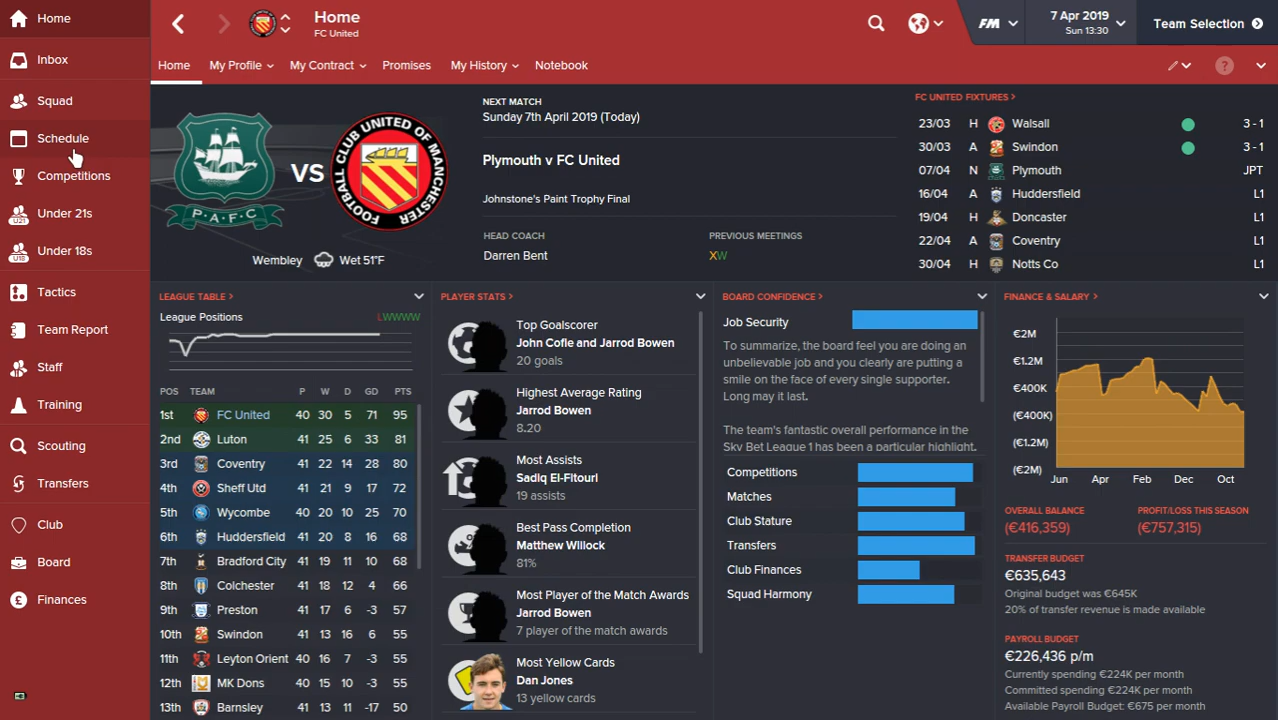 Home
Inbox
Squad
Schedule
Competitions
Under 21s
Under 18s
Tactics
Team Report
Staff
Training
Scouting
Transfers
Club
Board
Finances
Home
FC United
FM
7 Apr 2019
Sun 13:30
Team Selection
Home My Profile My Contract Promises My History Notebook
?
P·A·F·C
VS
FOOTBALL CLUB UNITED OF MANCHESTER
Wembley Wet 51°F
NEXT MATCH
Sunday 7th April 2019 (Today)
Plymouth v FC United
Johnstone's Paint Trophy Final
HEAD COACH
Darren Bent
PREVIOUS MEETINGS
XW
FC UNITED FIXTURES >
23/03 H Walsall 3 - 1
30/03 A Swindon 3 - 1
07/04 N Plymouth JPT
16/04 A Huddersfield L1
19/04 H Doncaster L1
22/04 A Coventry L1
30/04 H Notts Co L1
LEAGUE TABLE >
League Positions LWWWW
POS TEAM P W D GD PTS
1st FC United 40 30 5 71 95
2nd Luton 41 25 6 33 81
3rd Coventry 41 22 14 28 80
4th Sheff Utd 41 21 9 17 72
5th Wycombe 40 20 10 25 70
6th Huddersfield 41 20 8 16 68
7th Bradford City 41 19 11 10 68
8th Colchester 41 18 12 4 66
9th Preston 41 17 6 -3 57
10th Swindon 41 13 16 6 55
11th Leyton Orient 40 16 7 -3 55
12th MK Dons 40 15 10 -3 55
13th Barnsley 41 13 11 -17 50
PLAYER STATS >
Top Goalscorer
John Cofie and Jarrod Bowen
20 goals
Highest Average Rating
Jarrod Bowen
8.20
Most Assists
Sadiq El-Fitouri
19 assists
Best Pass Completion
Matthew Willock
81%
Most Player of the Match Awards
Jarrod Bowen
7 player of the match awards
Most Yellow Cards
Dan Jones
13 yellow cards
BOARD CONFIDENCE >
Job Security
To summarize, the board feel you are doing an
unbelievable job and you clearly are putting a
smile on the face of every single supporter.
Long may it last.
The team's fantastic overall performance in the
Sky Bet League 1 has been a particular highlight.
Competitions
Matches
Club Stature
Transfers
Club Finances
Squad Harmony
FINANCE & SALARY >
€2M
€1.2M
€400K
(€400K)
(€1.2M)
(€2M)
Jun Apr Feb Dec Oct
OVERALL BALANCE
(€416,359)
PROFIT/LOSS THIS SEASON
(€757,315)
TRANSFER BUDGET
€635,643
Original budget was €645K
20% of transfer revenue is made available
PAYROLL BUDGET
€226,436 p/m
Currently spending €224K per month
Committed spending €224K per month
Available Payroll Budget: €675 per month